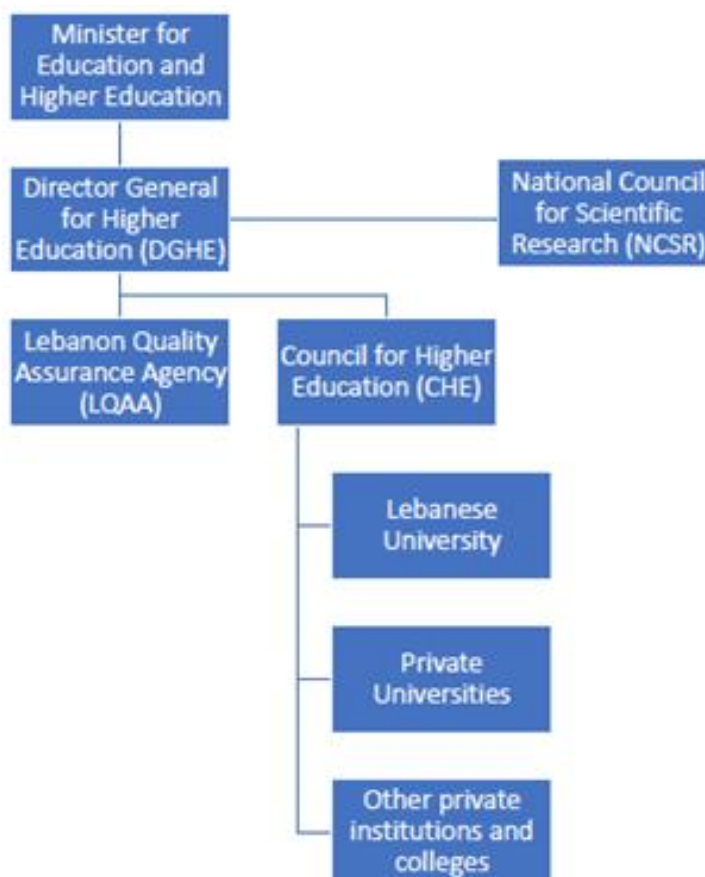 Minister for
Education and
Higher Education
Director General
for Higher
Education (DGHE)
National Council
for Scientific
Research (NCSR)
Lebanon Quality
Assurance Agency
(LQAA)
Council for Higher
Education (CHE)
Lebanese
University
Private
Universities
Other private
institutions and
colleges